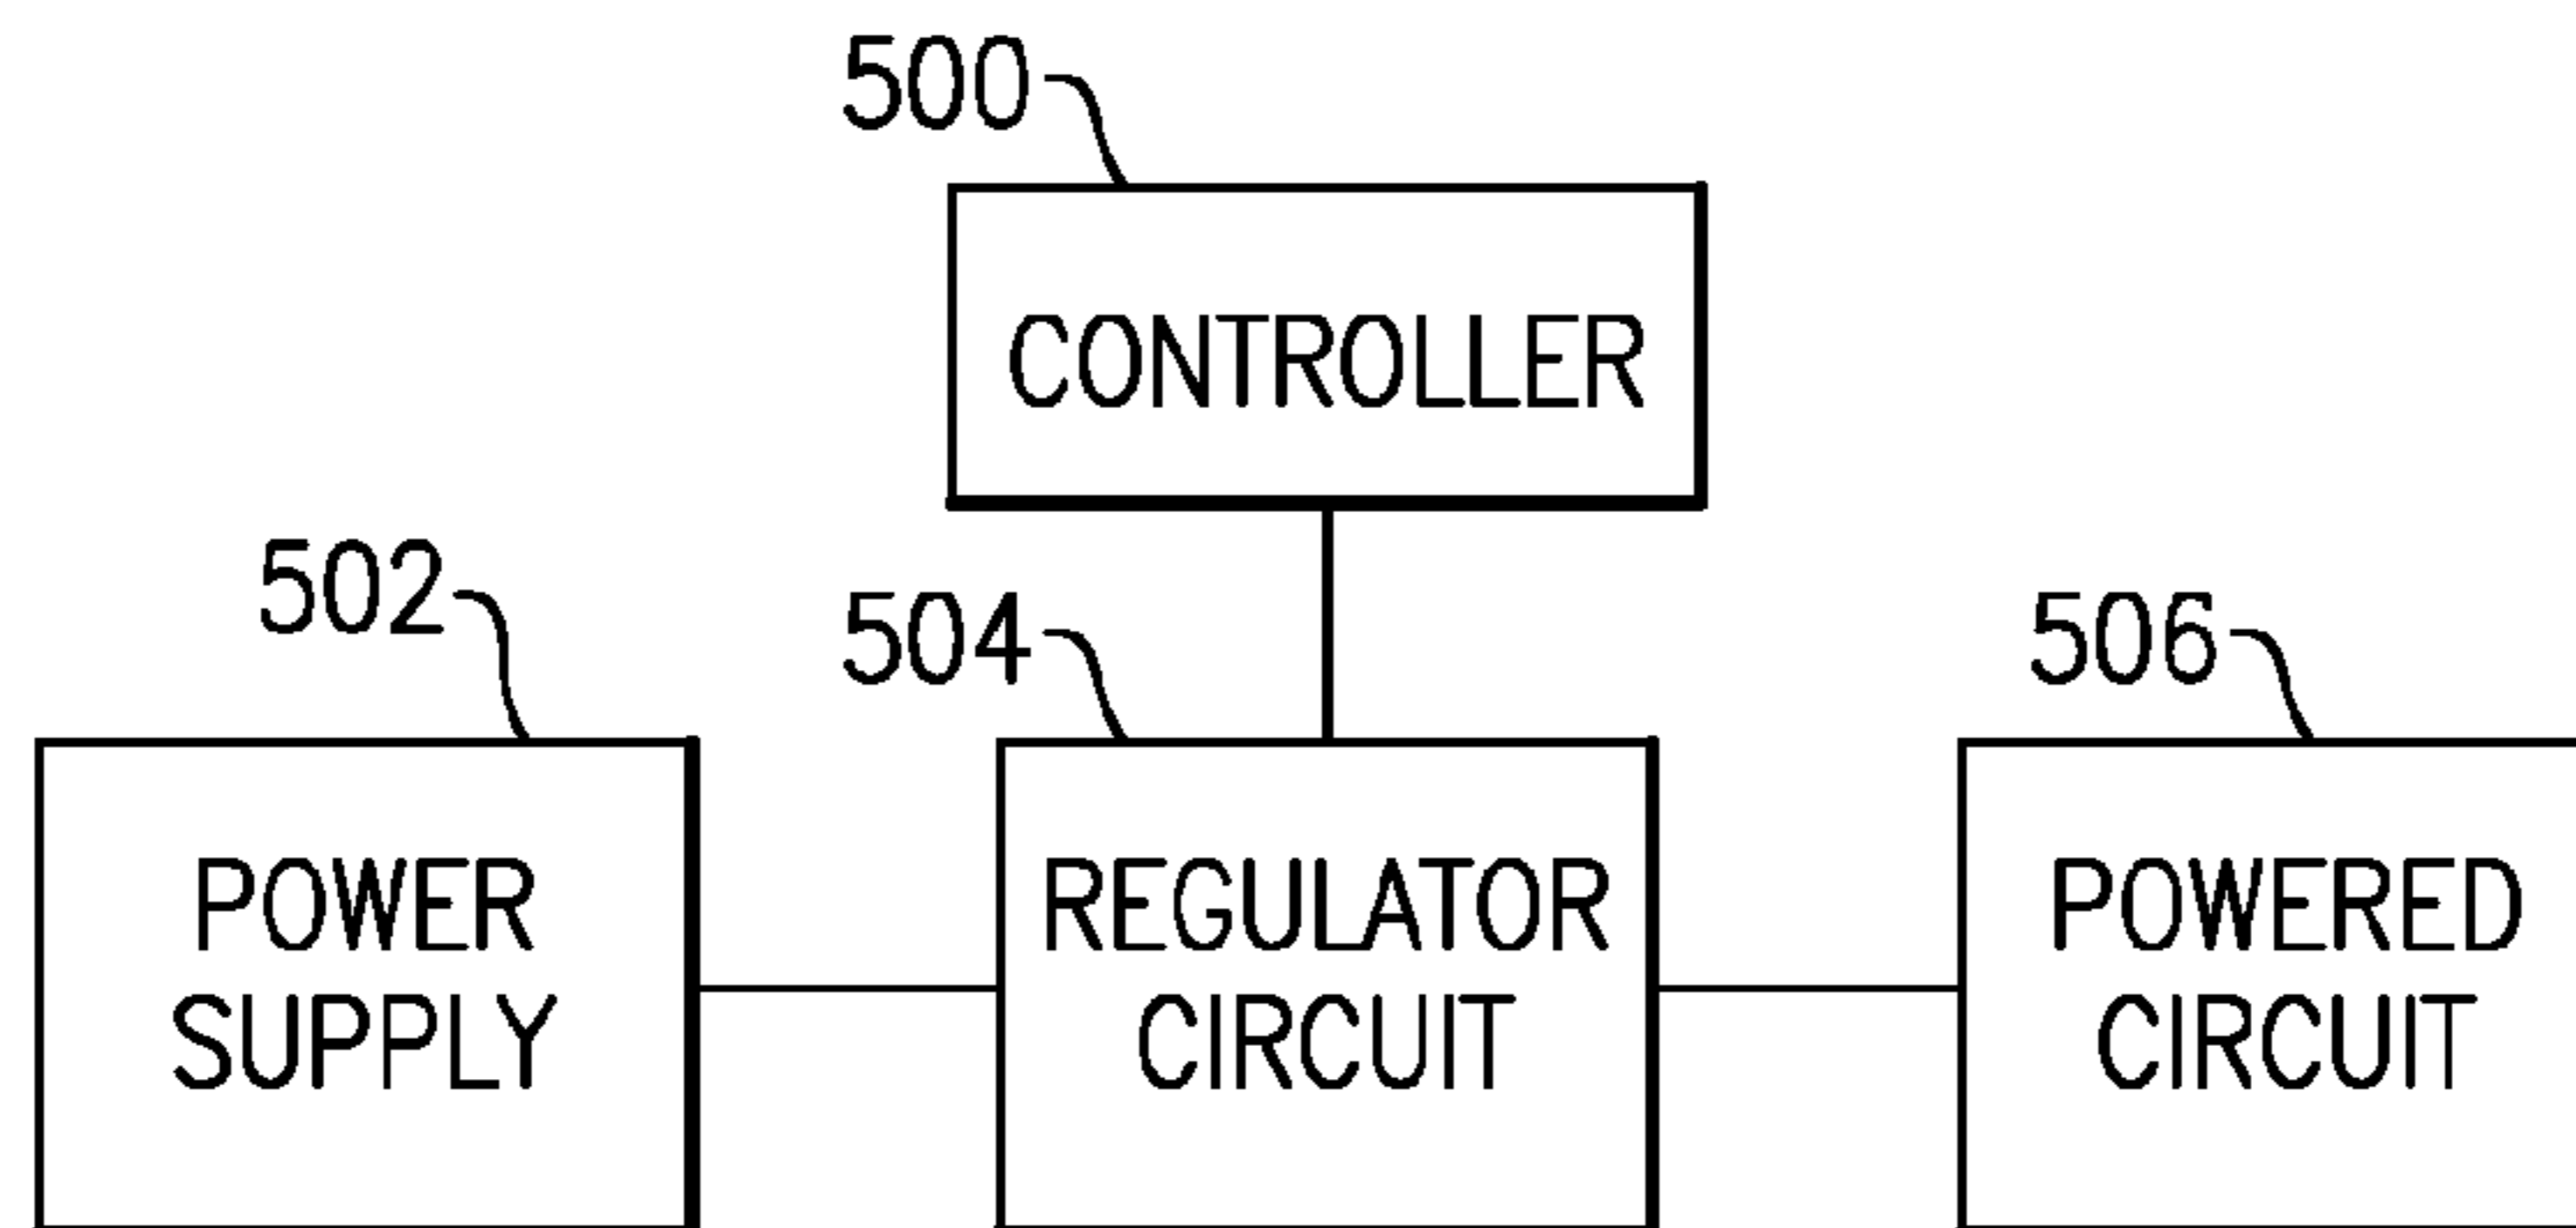 500
CONTROLLER
502
504
506
POWER
SUPPLY
REGULATOR
CIRCUIT
POWERED
CIRCUIT